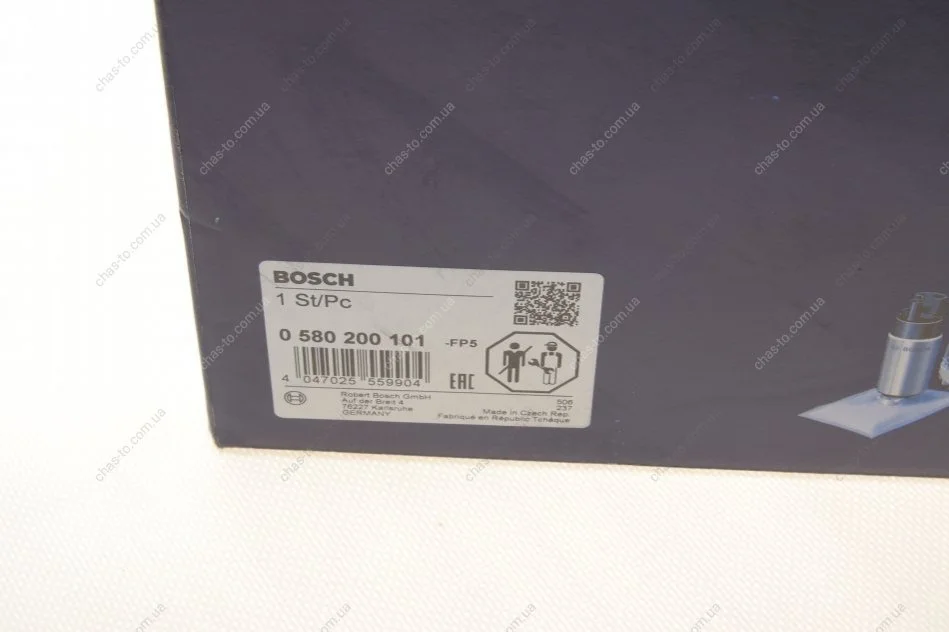 BOSCH
1 St/Pc
0 580 200 101 -FP5
4 047025 559904
EAC
Robert Bosch GmbH
Auf der Breit 4
76227 Karlsruhe
GERMANY
506
237
Made in Czech Rep.
Fabriqué en République Tchèque
chas-to.com.ua